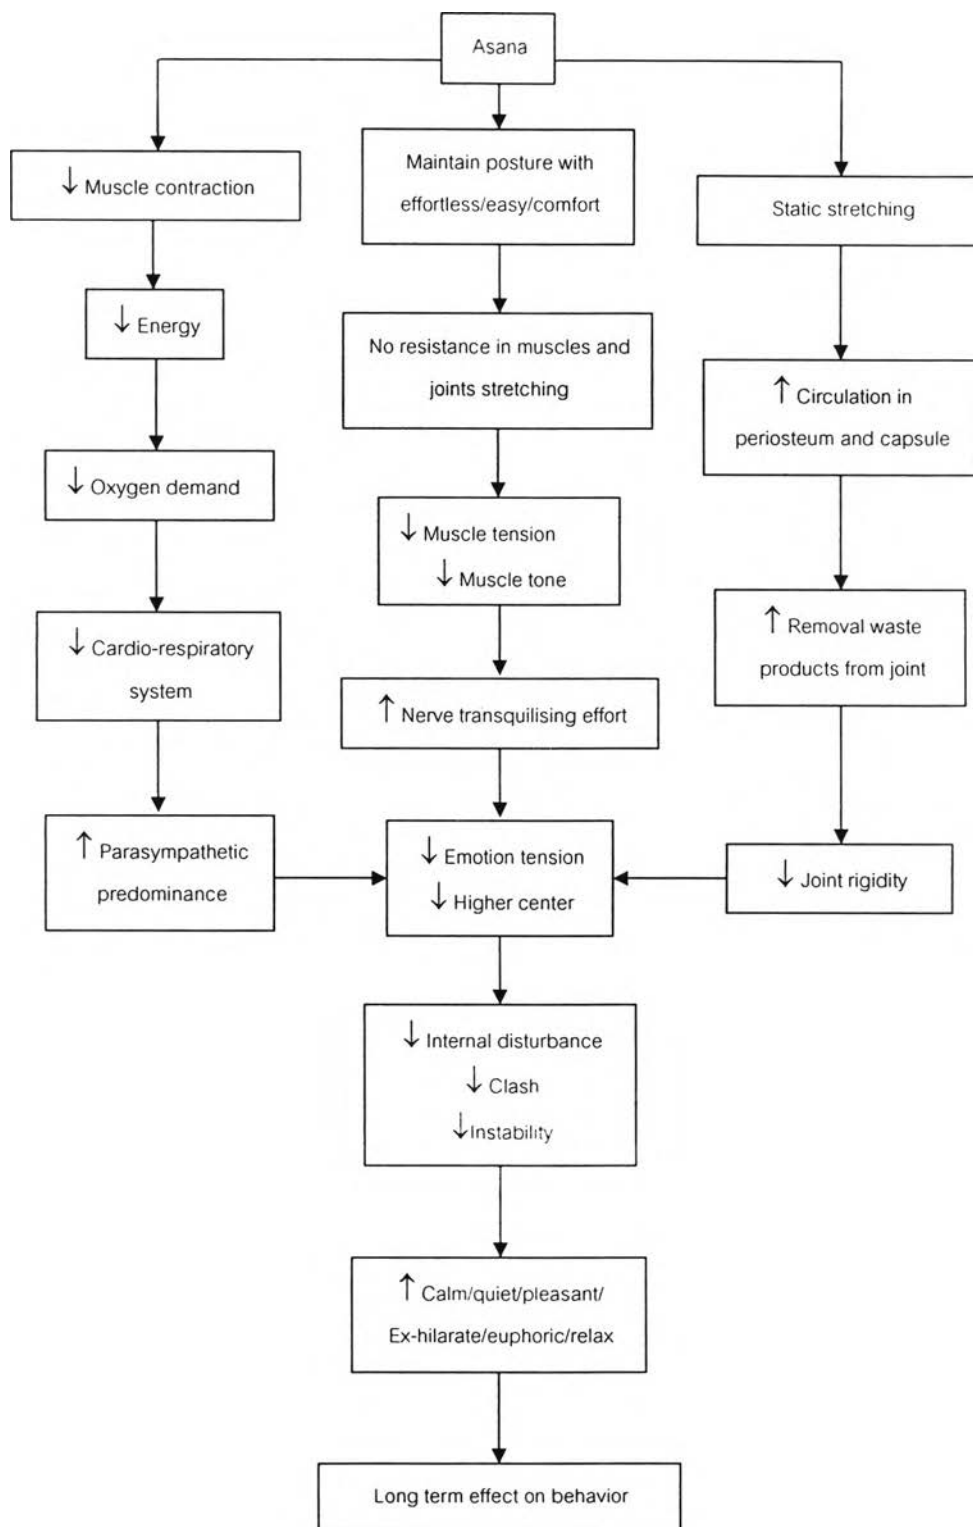 Asana
↓ Muscle contraction
↓ Energy
↓ Oxygen demand
↓ Cardio-respiratory
system
↑ Parasympathetic
predominance
Maintain posture with
effortless/easy/comfort
No resistance in muscles and
joints stretching
↓ Muscle tension
↓ Muscle tone
↑ Nerve transquilising effort
Static stretching
↑ Circulation in
periosteum and capsule
↑ Removal waste
products from joint
↓ Joint rigidity
↓ Emotion tension
↓ Higher center
↓ Internal disturbance
↓ Clash
↓Instability
↑ Calm/quiet/pleasant/
Ex-hilarate/euphoric/relax
Long term effect on behavior